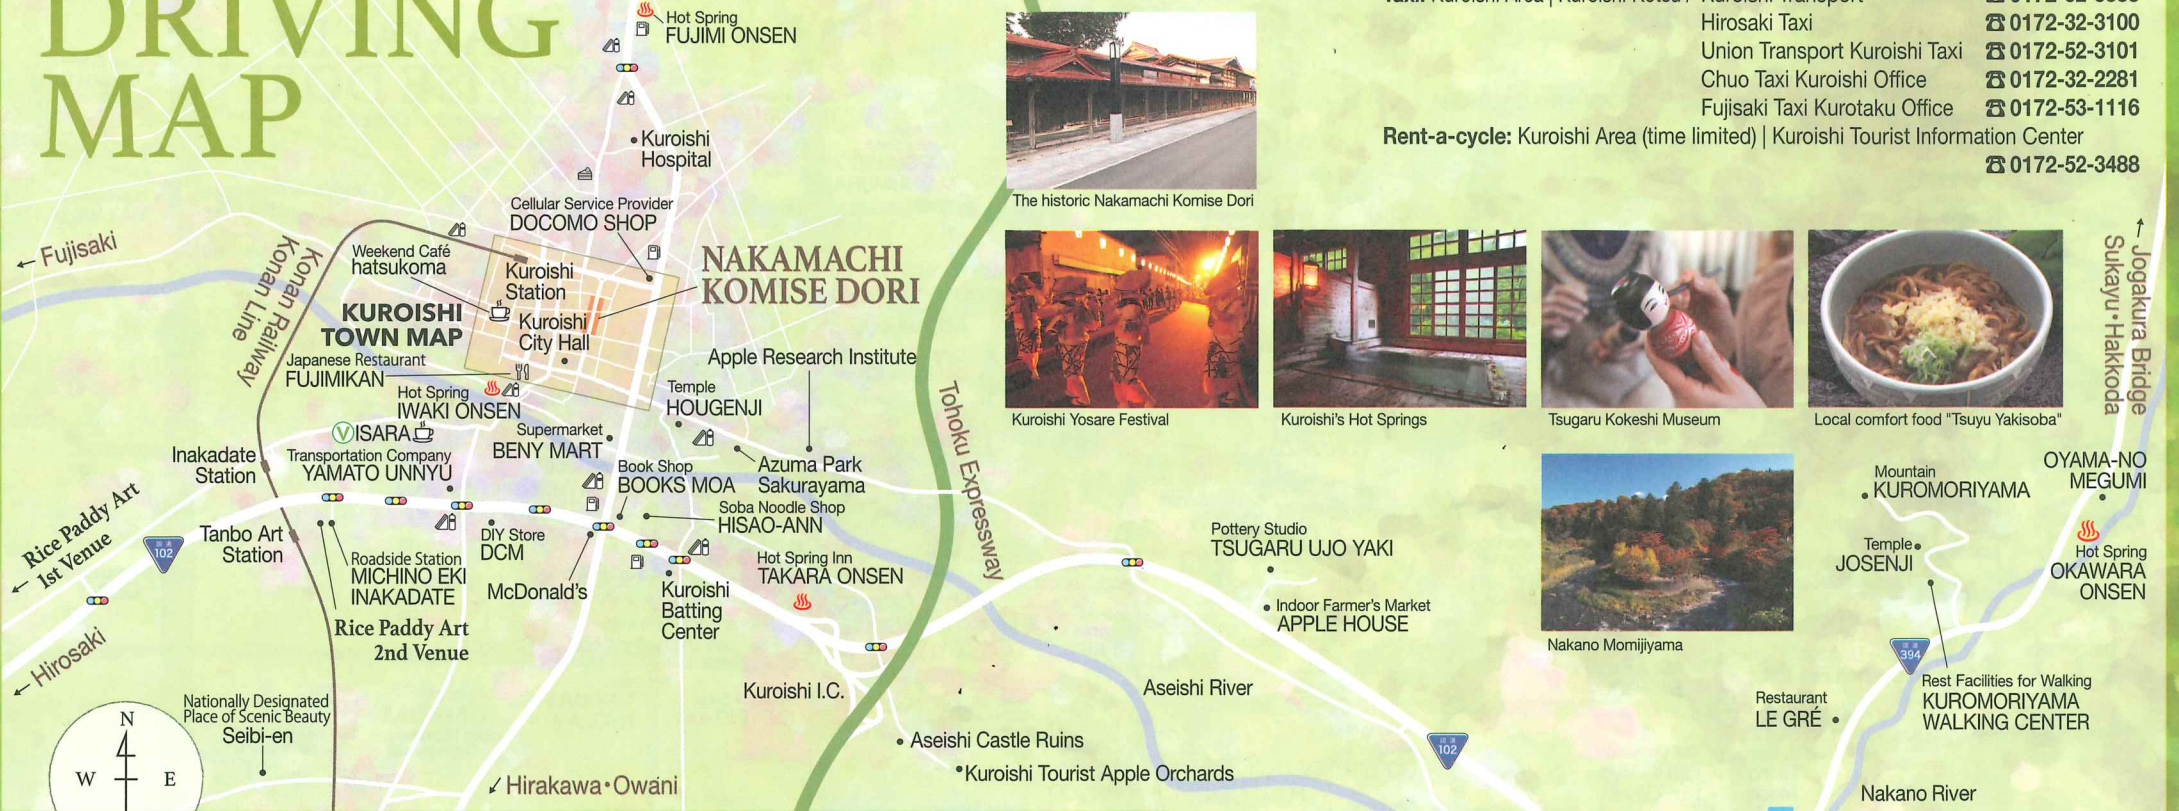 DRIVING
MAP
Hot Spring
FUJIMI ONSEN
Kuroishi
Hospital
Cellular Service Provider
DOCOMO SHOP
← Fujisaki
Konan Railway
Konan Line
Weekend Café
hatsukoma
Kuroishi
Station
NAKAMACHI
KOMISE DORI
KUROISHI
TOWN MAP
Kuroishi
City Hall
Japanese Restaurant
FUJIMIKAN
Apple Research Institute
Hot Spring
IWAKI ONSEN
Temple
HOUGENJI
V ISARA
Supermarket
BENY MART
Inakadate
Station
Transportation Company
YAMATO UNNYU
Book Shop
BOOKS MOA
Azuma Park
Sakurayama
Soba Noodle Shop
HISAO-ANN
← Rice Paddy Art
1st Venue
国道
102
Tanbo Art
Station
Roadside Station
MICHINO EKI
INAKADATE
DIY Store
DCM
McDonald's
Kuroishi
Batting
Center
Hot Spring Inn
TAKARA ONSEN
Rice Paddy Art
2nd Venue
← Hirosaki
Kuroishi I.C.
Nationally Designated
Place of Scenic Beauty
Seibi-en
N
W E
Hirakawa・Owani
Aseishi Castle Ruins
Kuroishi Tourist Apple Orchards
Tohoku Expressway
Pottery Studio
TSUGARU UJO YAKI
Indoor Farmer's Market
APPLE HOUSE
Aseishi River
国道
102
Hirosaki Taxi ☎ 0172-32-3100
Union Transport Kuroishi Taxi ☎ 0172-52-3101
Chuo Taxi Kuroishi Office ☎ 0172-32-2281
Fujisaki Taxi Kurotaku Office ☎ 0172-53-1116
Rent-a-cycle: Kuroishi Area (time limited) | Kuroishi Tourist Information Center
☎ 0172-52-3488
The historic Nakamachi Komise Dori
Kuroishi Yosare Festival
Kuroishi's Hot Springs
Tsugaru Kokeshi Museum
Local comfort food "Tsuyu Yakisoba"
Nakano Momijiyama
← Jogakura Bridge
Sukayu・Hakkoda
Mountain
KUROMORIYAMA
OYAMA-NO
MEGUMI
Temple
JOSENJI
Hot Spring
OKAWARA
ONSEN
国道
394
Rest Facilities for Walking
KUROMORIYAMA
WALKING CENTER
Restaurant
LE GRÉ
Nakano River